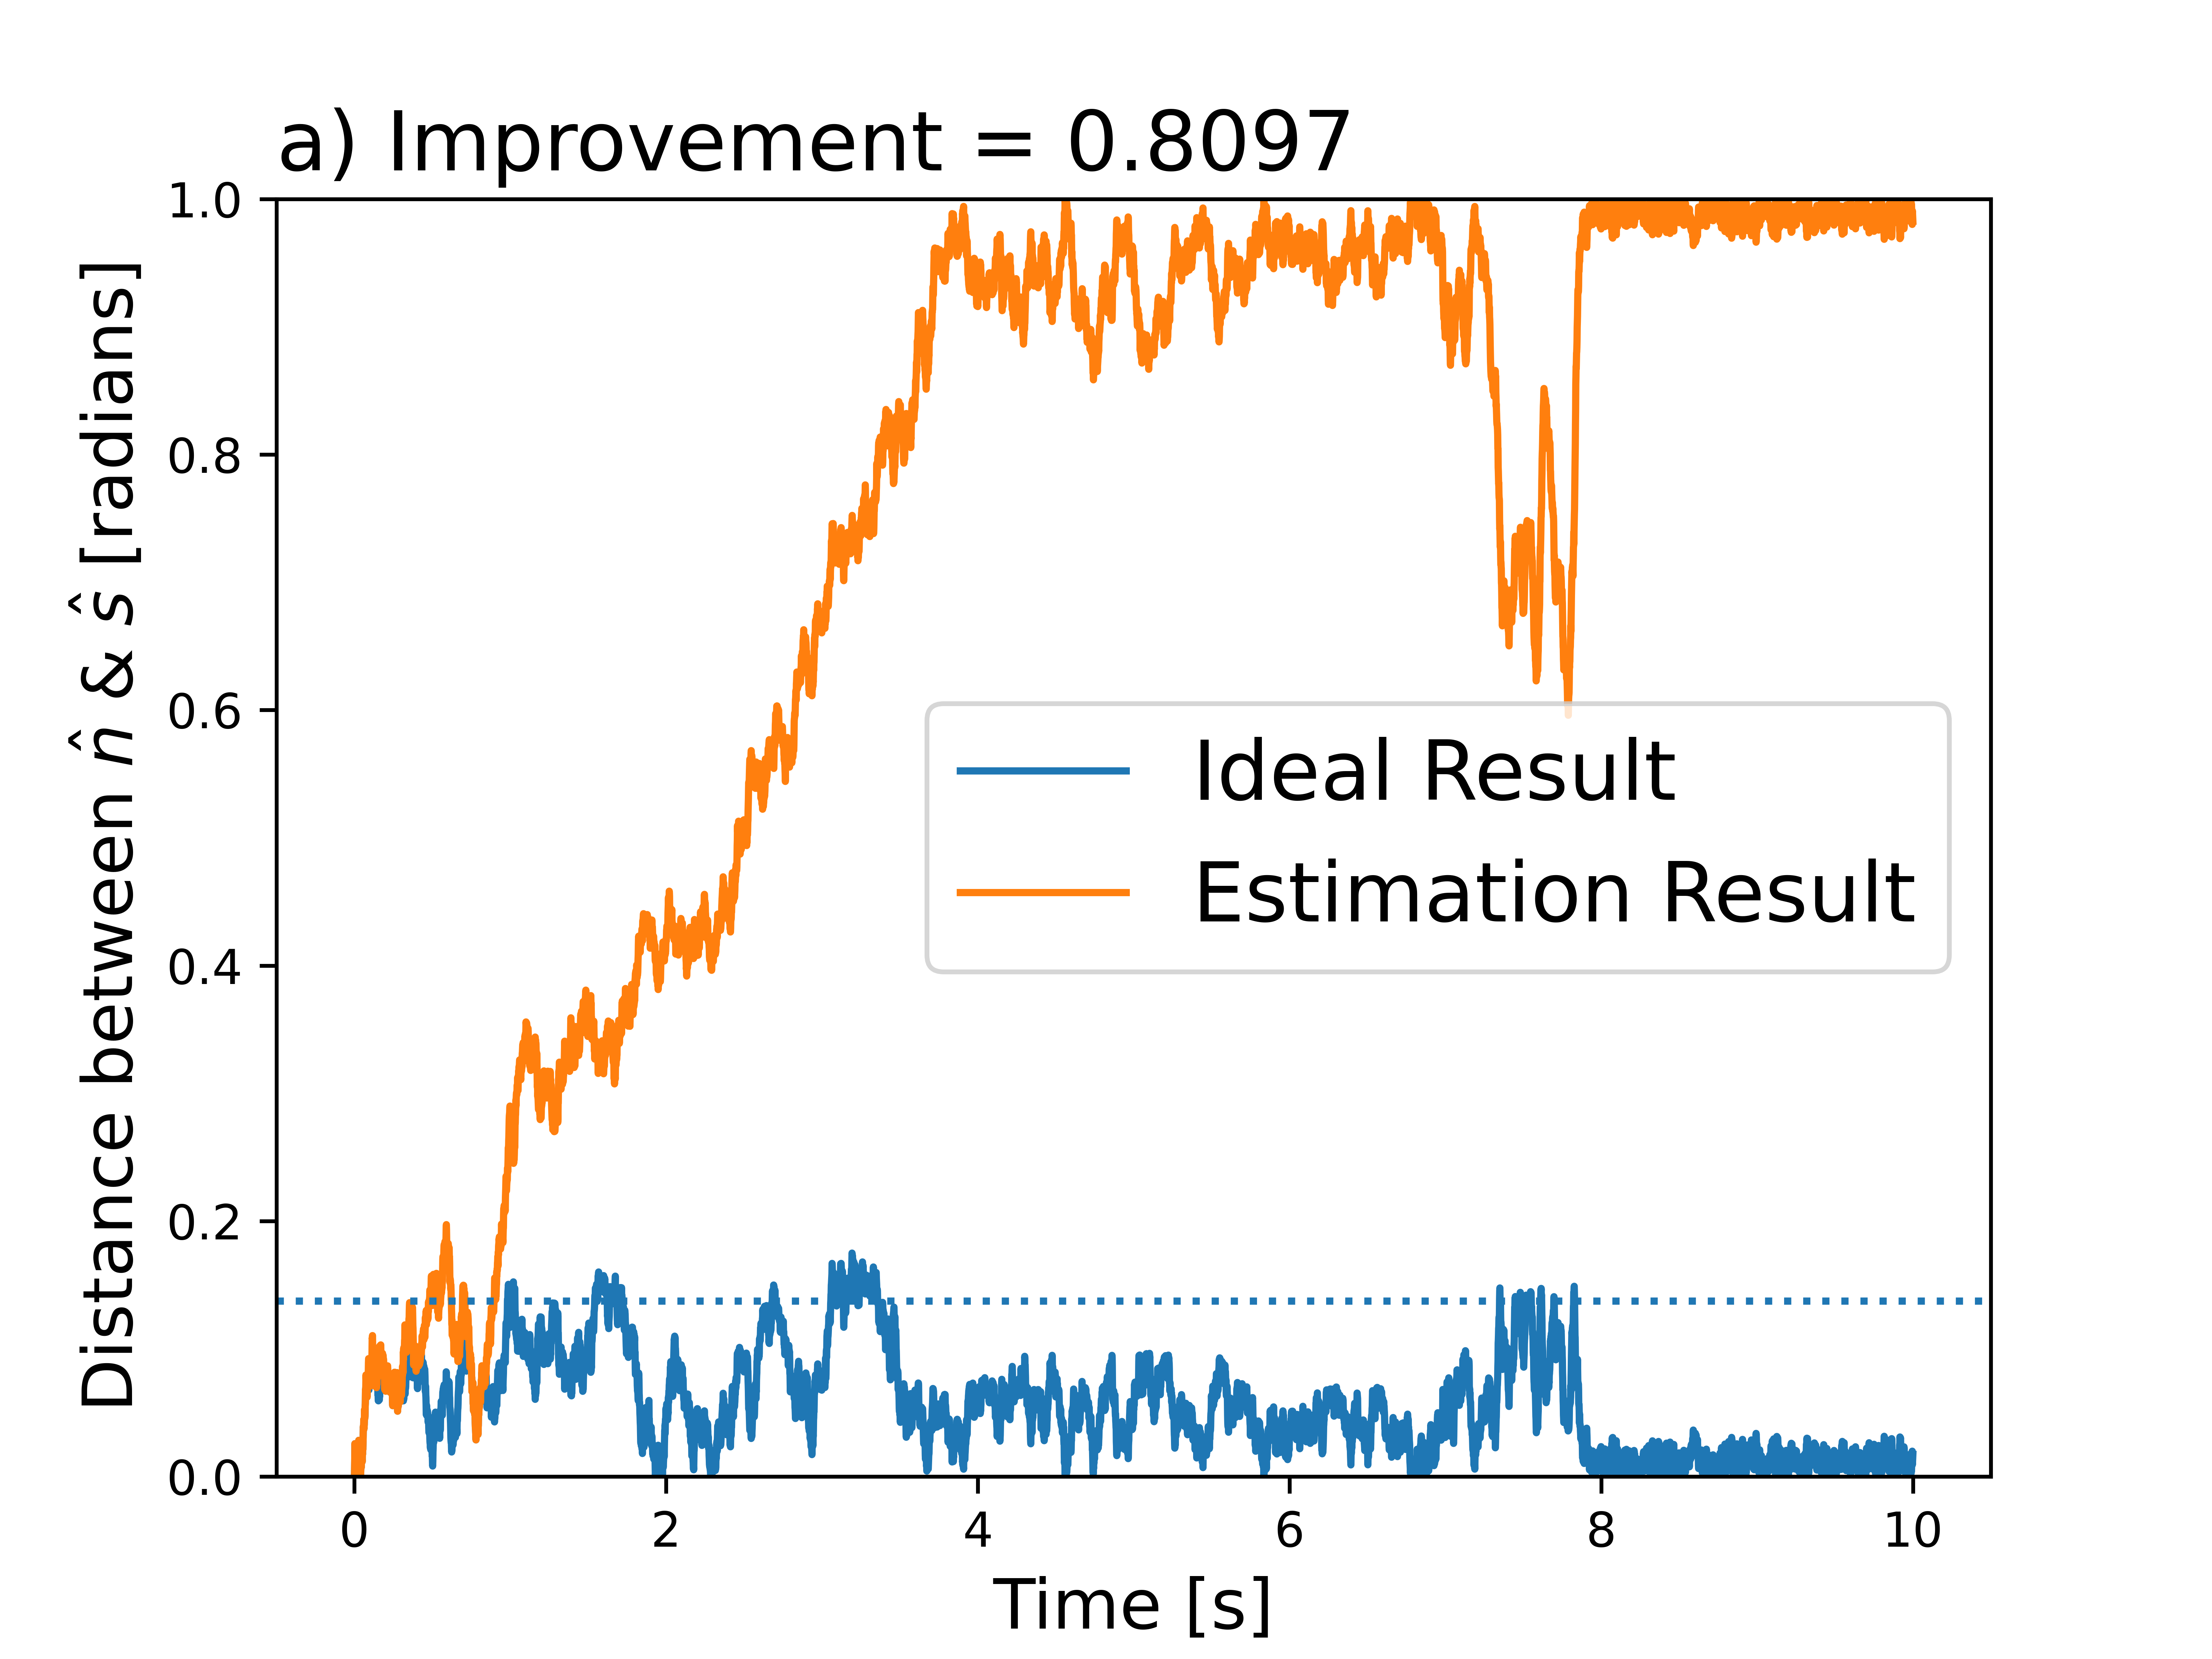 a) Improvement = 0.8097
1.0
0.8
0.6
0.4
0.2
0.0
Distance between n̂ & ŝ [radians]
Ideal Result
Estimation Result
0 2 4 6 8 10
Time [s]